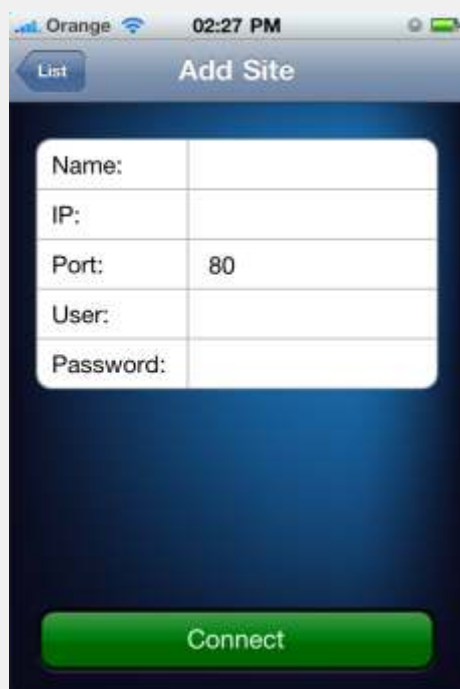 Orange 02:27 PM
List Add Site
Name:
IP:
Port: 80
User:
Password:
Connect